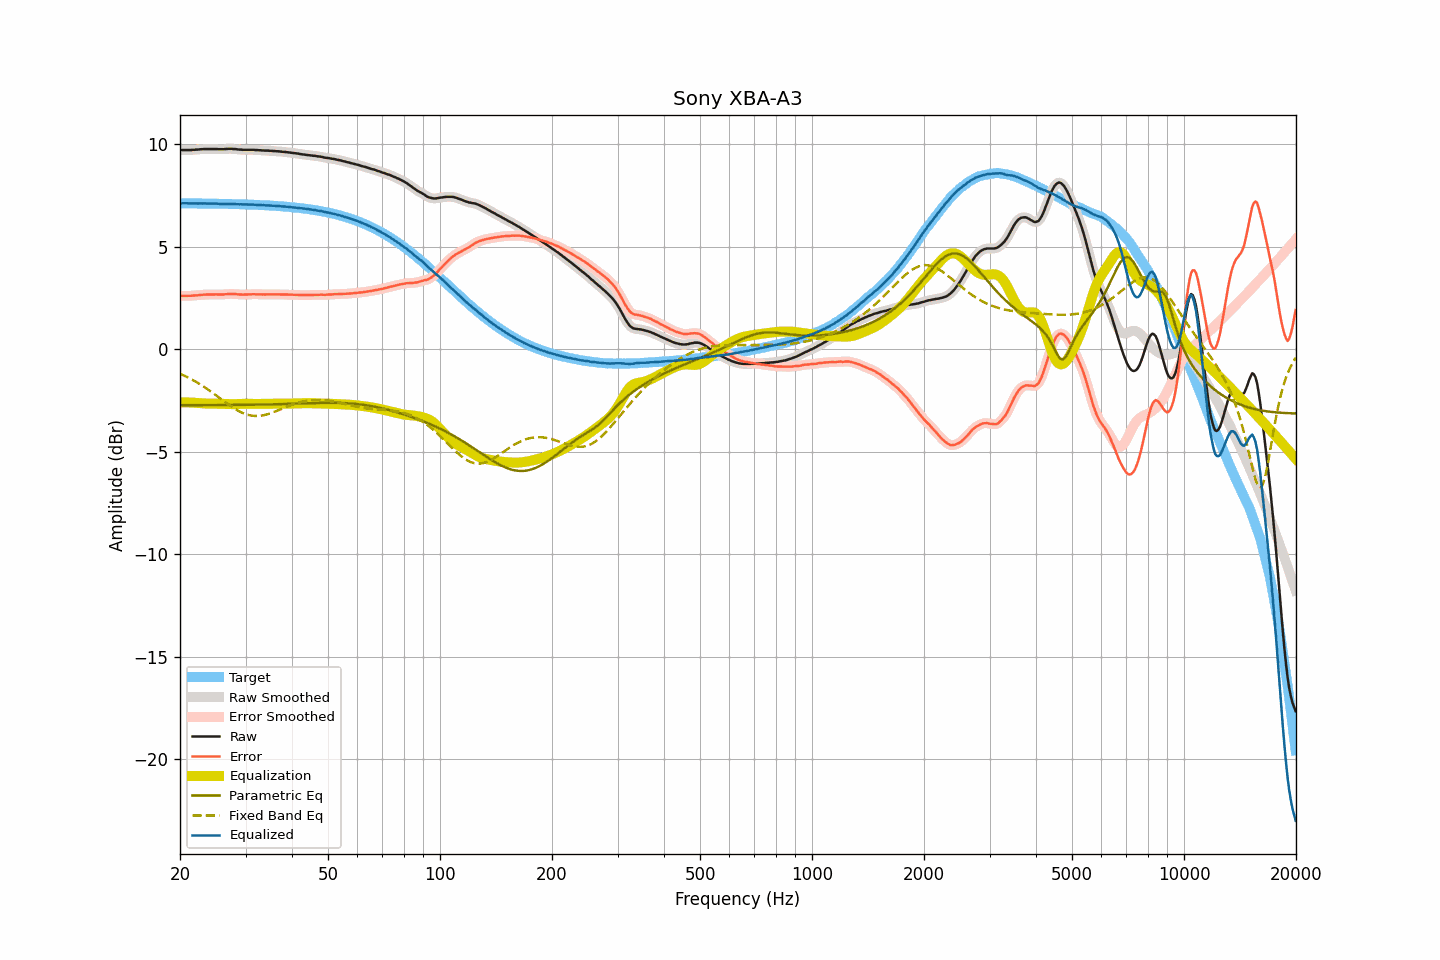 Sony XBA-A3
10
5
0
−5
−10
−15
−20
Amplitude (dBr)
Target
Raw Smoothed
Error Smoothed
Raw
Error
Equalization
Parametric Eq
Fixed Band Eq
Equalized
20 50 100 200 500 1000 2000 5000 10000 20000
Frequency (Hz)